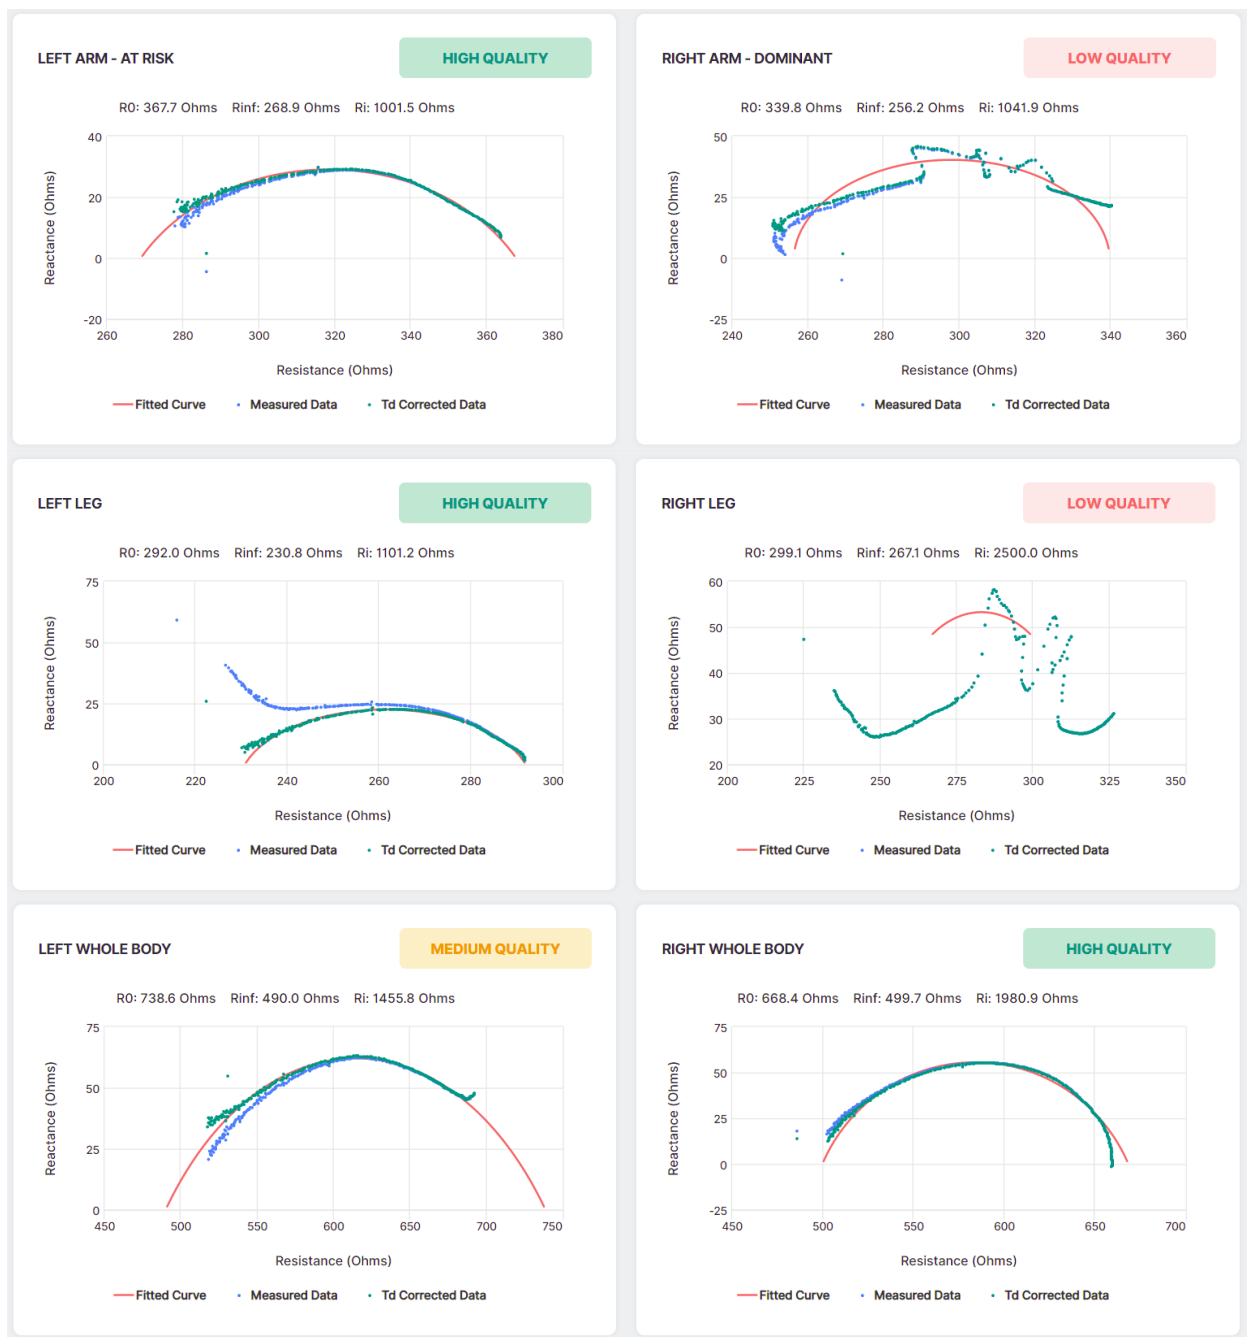 LEFT ARM - AT RISK
HIGH QUALITY
R0: 367.7 Ohms Rinf: 268.9 Ohms Ri: 1001.5 Ohms
40
20
0
-20
Reactance (Ohms)
260 280 300 320 340 360 380
Resistance (Ohms)
Fitted Curve Measured Data Td Corrected Data
RIGHT ARM - DOMINANT
LOW QUALITY
R0: 339.8 Ohms Rinf: 256.2 Ohms Ri: 1041.9 Ohms
50
25
0
-25
Reactance (Ohms)
240 260 280 300 320 340 360
Resistance (Ohms)
Fitted Curve Measured Data Td Corrected Data
LEFT LEG
HIGH QUALITY
R0: 292.0 Ohms Rinf: 230.8 Ohms Ri: 1101.2 Ohms
75
50
25
0
Reactance (Ohms)
200 220 240 260 280 300
Resistance (Ohms)
Fitted Curve Measured Data Td Corrected Data
RIGHT LEG
LOW QUALITY
R0: 299.1 Ohms Rinf: 267.1 Ohms Ri: 2500.0 Ohms
60
50
40
30
20
Reactance (Ohms)
200 225 250 275 300 325 350
Resistance (Ohms)
Fitted Curve Measured Data Td Corrected Data
LEFT WHOLE BODY
MEDIUM QUALITY
R0: 738.6 Ohms Rinf: 490.0 Ohms Ri: 1455.8 Ohms
75
50
25
0
Reactance (Ohms)
450 500 550 600 650 700 750
Resistance (Ohms)
Fitted Curve Measured Data Td Corrected Data
RIGHT WHOLE BODY
HIGH QUALITY
R0: 668.4 Ohms Rinf: 499.7 Ohms Ri: 1980.9 Ohms
75
50
25
0
-25
Reactance (Ohms)
450 500 550 600 650 700
Resistance (Ohms)
Fitted Curve Measured Data Td Corrected Data